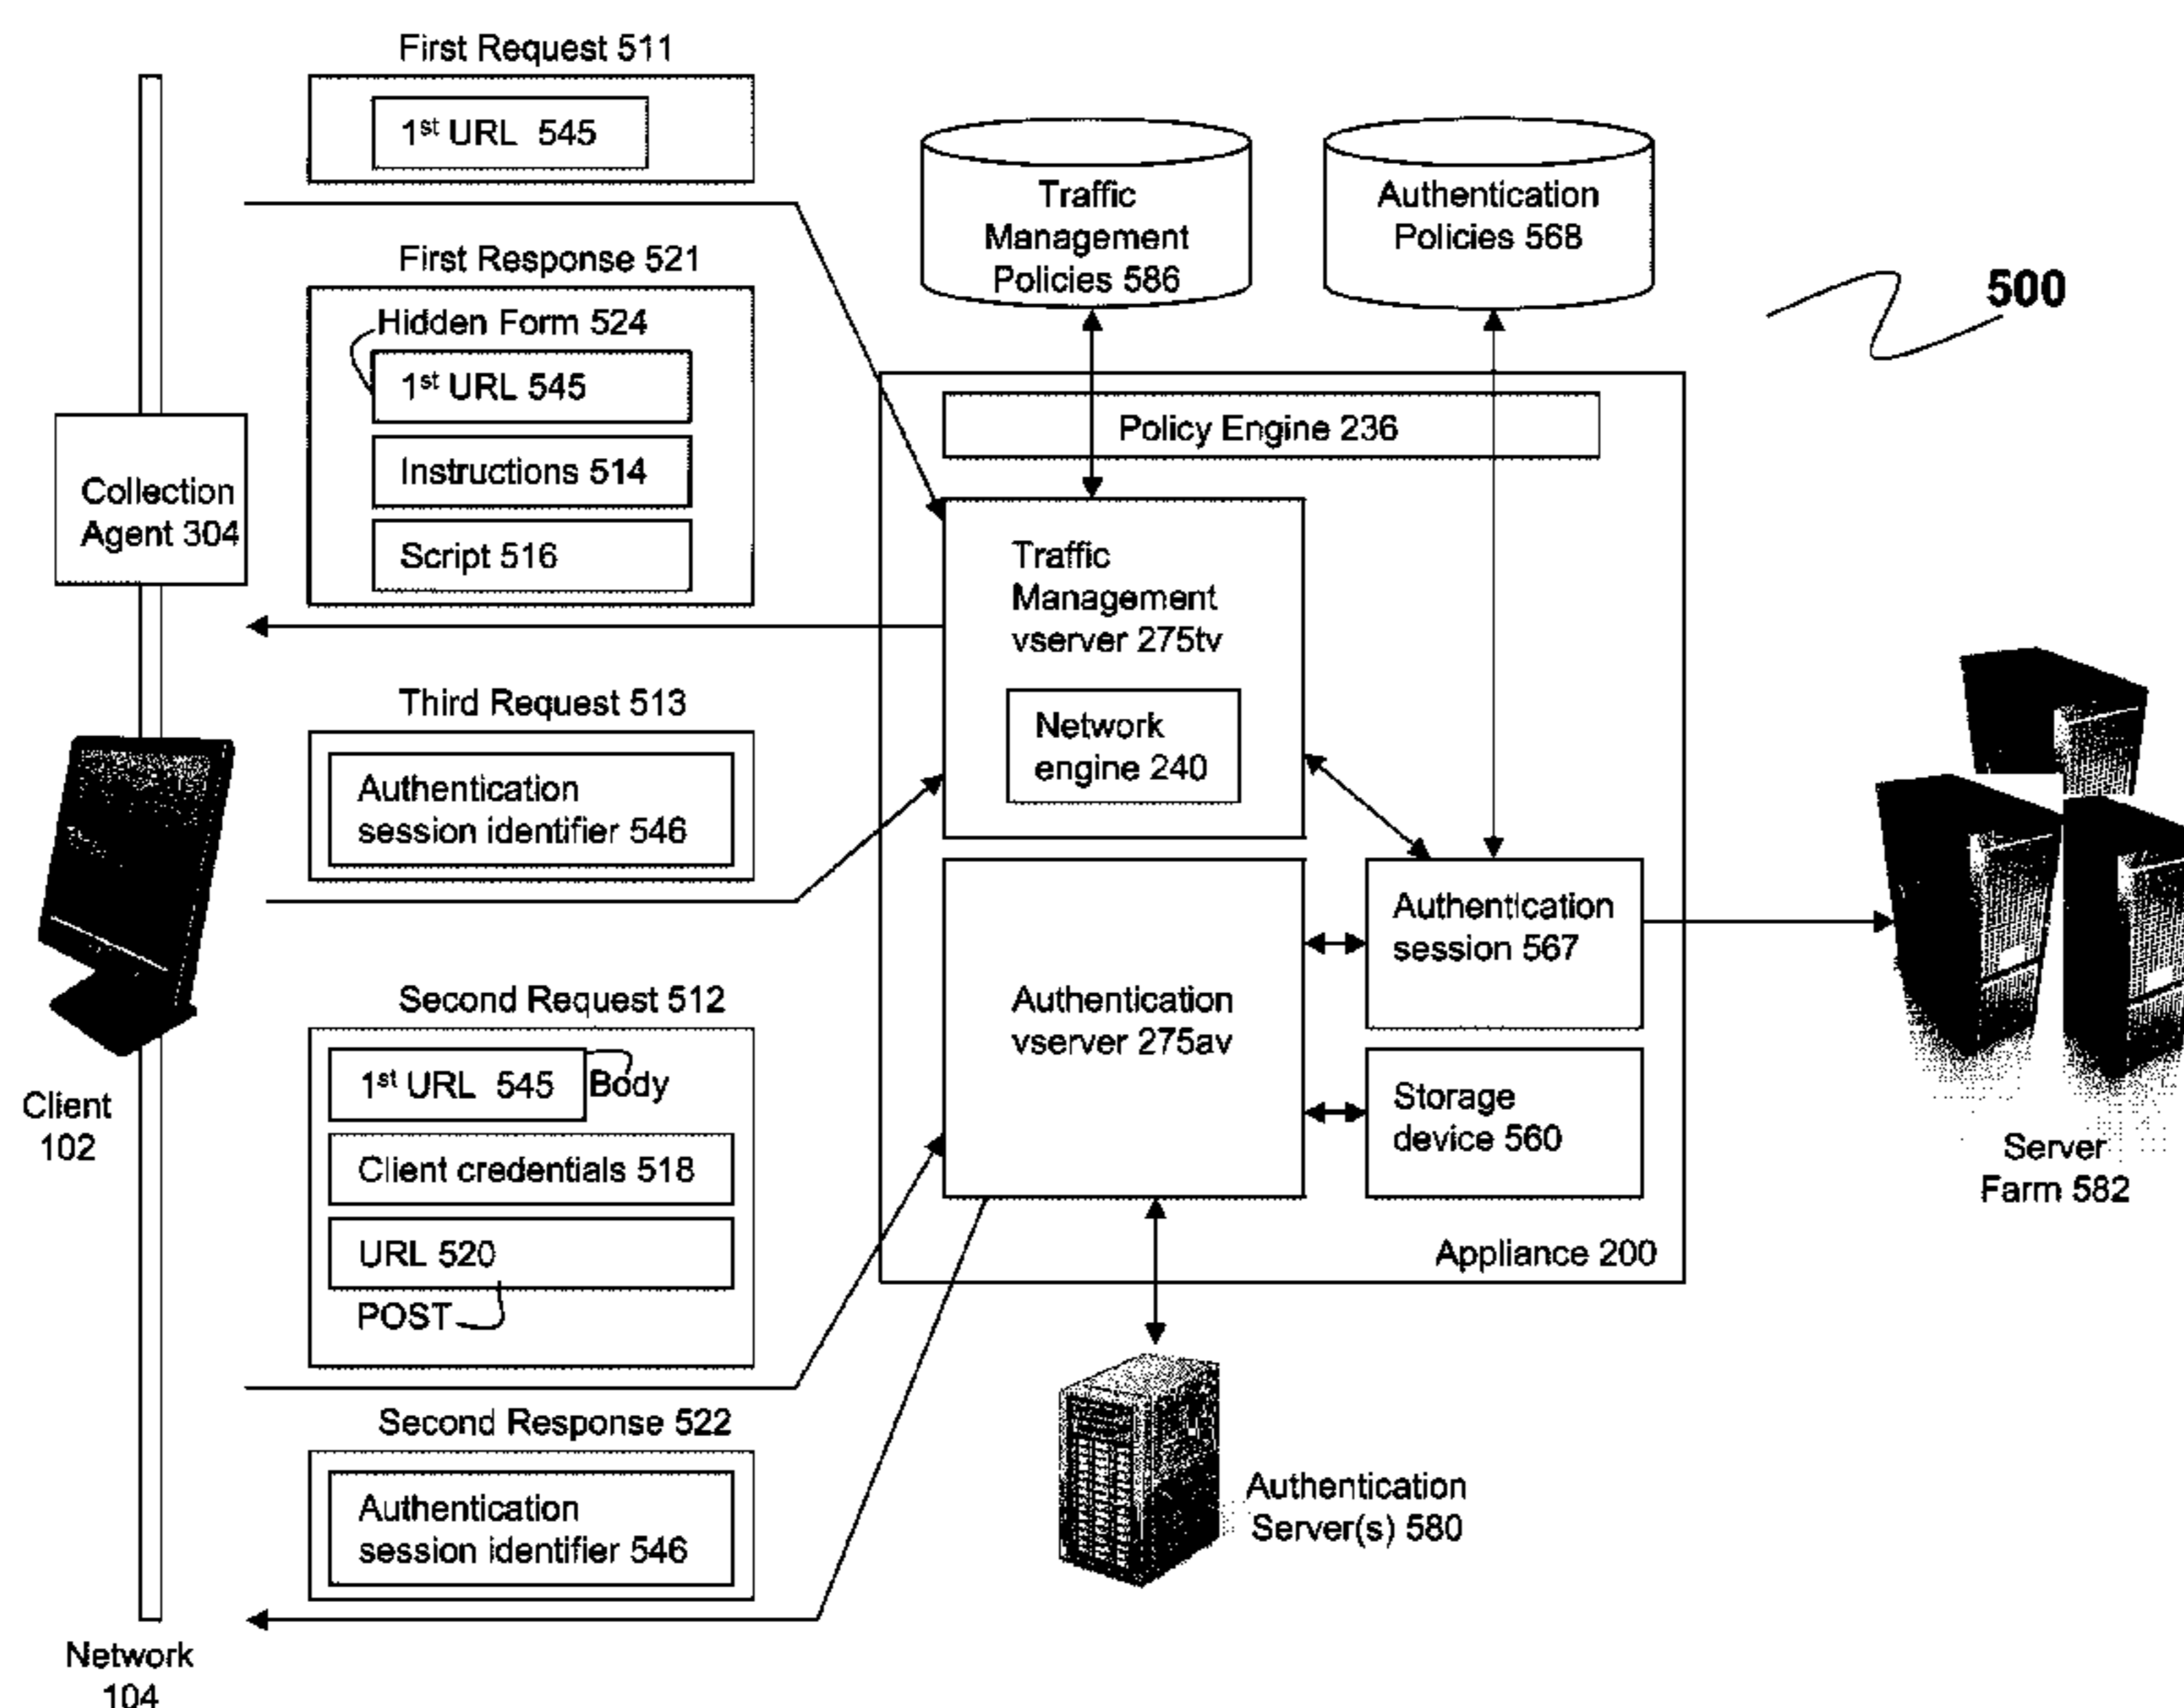 First Request 511
1st URL 545
First Response 521
Hidden Form 524
1st URL 545
Instructions 514
Script 516
Collection
Agent 304
Third Request 513
Authentication
session identifier 546
Second Request 512
1st URL 545
Body
Client credentials 518
URL 520
POST
Second Response 522
Authentication
session identifier 546
Client
102
Network
104
Traffic
Management
Policies 586
Authentication
Policies 568
500
Policy Engine 236
Traffic
Management
vserver 275tv
Network
engine 240
Authentication
vserver 275av
Authentication
session 567
Storage
device 560
Appliance 200
Authentication
Server(s) 580
Server
Farm 582